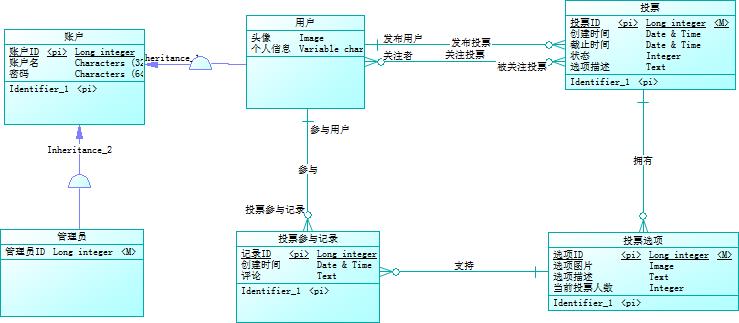 账户
账户ID <pi> Long integer
账户名 Characters (32
密码 Characters (64
Identifier_1 <pi>
用户
头像 Image
个人信息 Variable char
投票
投票ID <pi> Long integer <M>
创建时间 Date & Time
截止时间 Date & Time
状态 Integer
选项描述 Text
Identifier_1 <pi>
发布用户 发布投票
关注者 关注投票
被关注投票
Inheritance_2
参与用户
参与
投票参与记录
拥有
管理员
管理员ID Long integer <M>
投票参与记录
记录ID <pi> Long integer
创建时间 Date & Time
评论 Text
Identifier_1 <pi>
支持
投票选项
选项ID <pi> Long integer <M>
选项图片 Image
选项描述 Text
当前投票人数 Integer
Identifier_1 <pi>